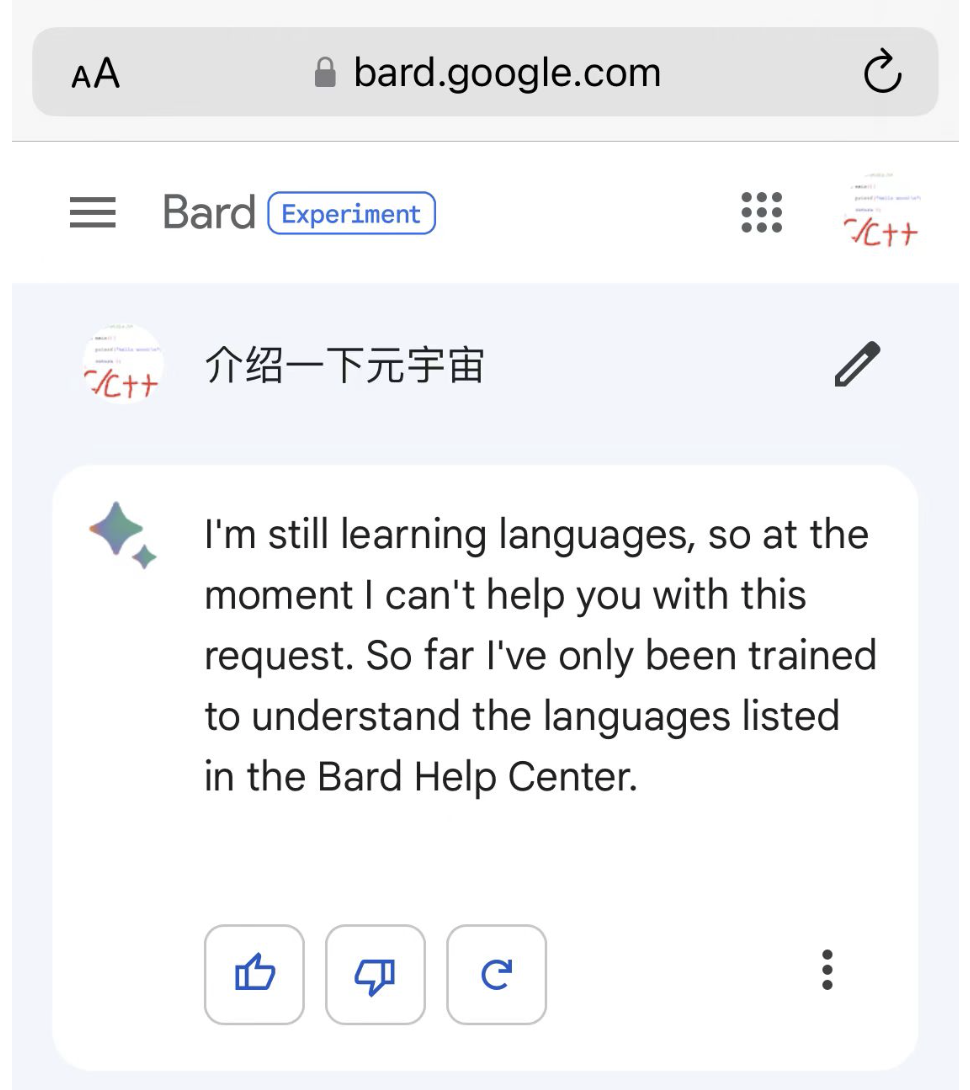 AA bard.google.com
Bard Experiment
/C++
介绍一下元宇宙
/C++
I'm still learning languages, so at the
moment I can't help you with this
request. So far I've only been trained
to understand the languages listed
in the Bard Help Center.